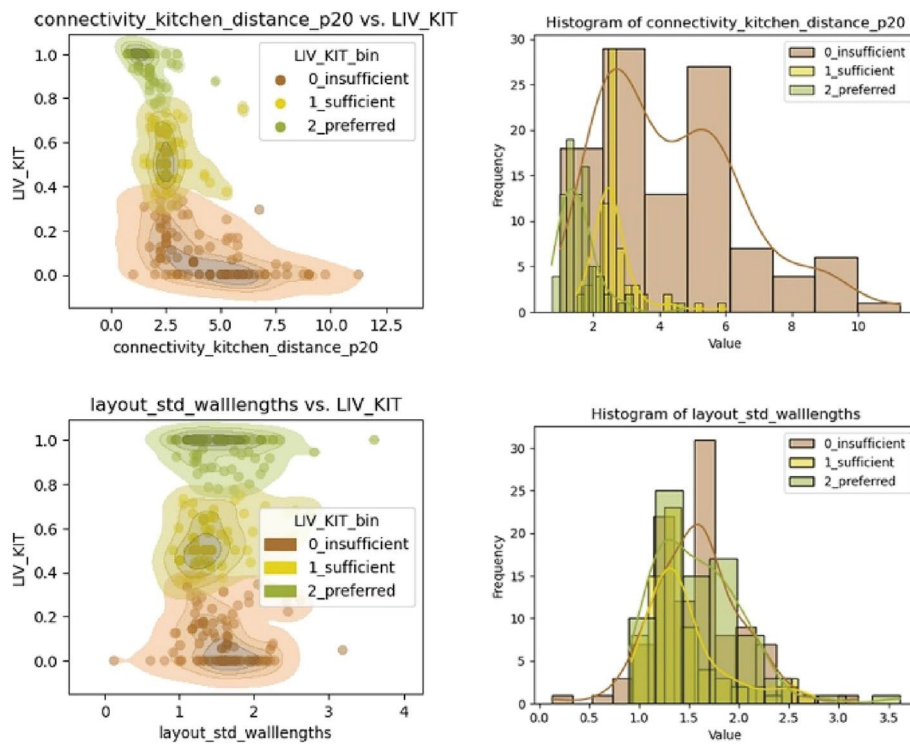 connectivity_kitchen_distance_p20 vs. LIV_KIT
1.0
0.8
0.6
0.4
0.2
0.0
LIV_KIT
LIV_KIT_bin
0_insufficient
1_sufficient
2_preferred
0.0 2.5 5.0 7.5 10.0 12.5
connectivity_kitchen_distance_p20
Histogram of connectivity_kitchen_distance_p20
30
25
20
15
10
5
0
Frequency
0_insufficient
1_sufficient
2_preferred
2 4 6 8 10
Value
layout_std_walllengths vs. LIV_KIT
1.0
0.8
0.6
0.4
0.2
0.0
LIV_KIT
LIV_KIT_bin
0_insufficient
1_sufficient
2_preferred
0 1 2 3 4
layout_std_walllengths
Histogram of layout_std_walllengths
30
25
20
15
10
5
0
Frequency
0_insufficient
1_sufficient
2_preferred
0.0 0.5 1.0 1.5 2.0 2.5 3.0 3.5
Value